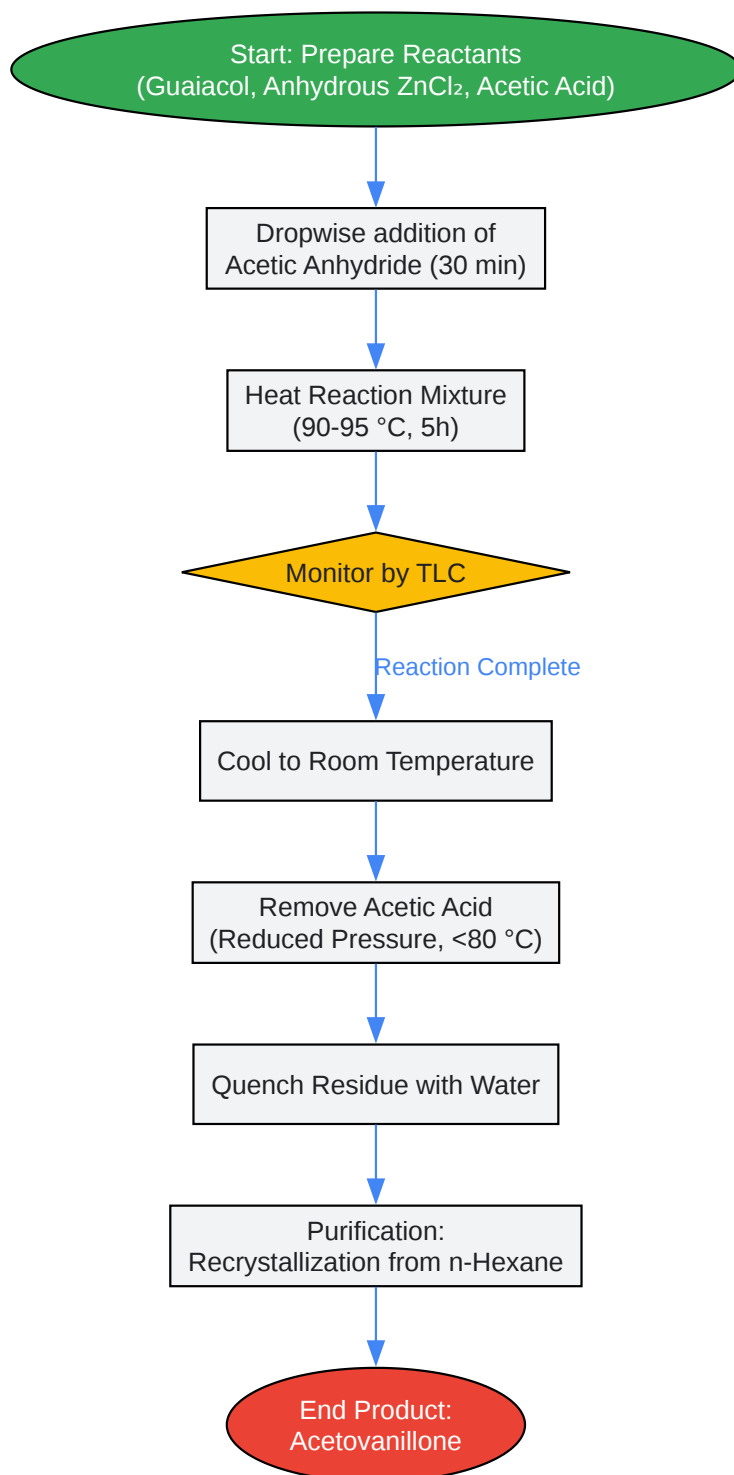 Start: Prepare Reactants
(Guaiacol, Anhydrous ZnCl₂, Acetic Acid)
Dropwise addition of
Acetic Anhydride (30 min)
Heat Reaction Mixture
(90-95 °C, 5h)
Monitor by TLC
Reaction Complete
Cool to Room Temperature
Remove Acetic Acid
(Reduced Pressure, <80 °C)
Quench Residue with Water
Purification:
Recrystallization from n-Hexane
End Product:
Acetovanillone